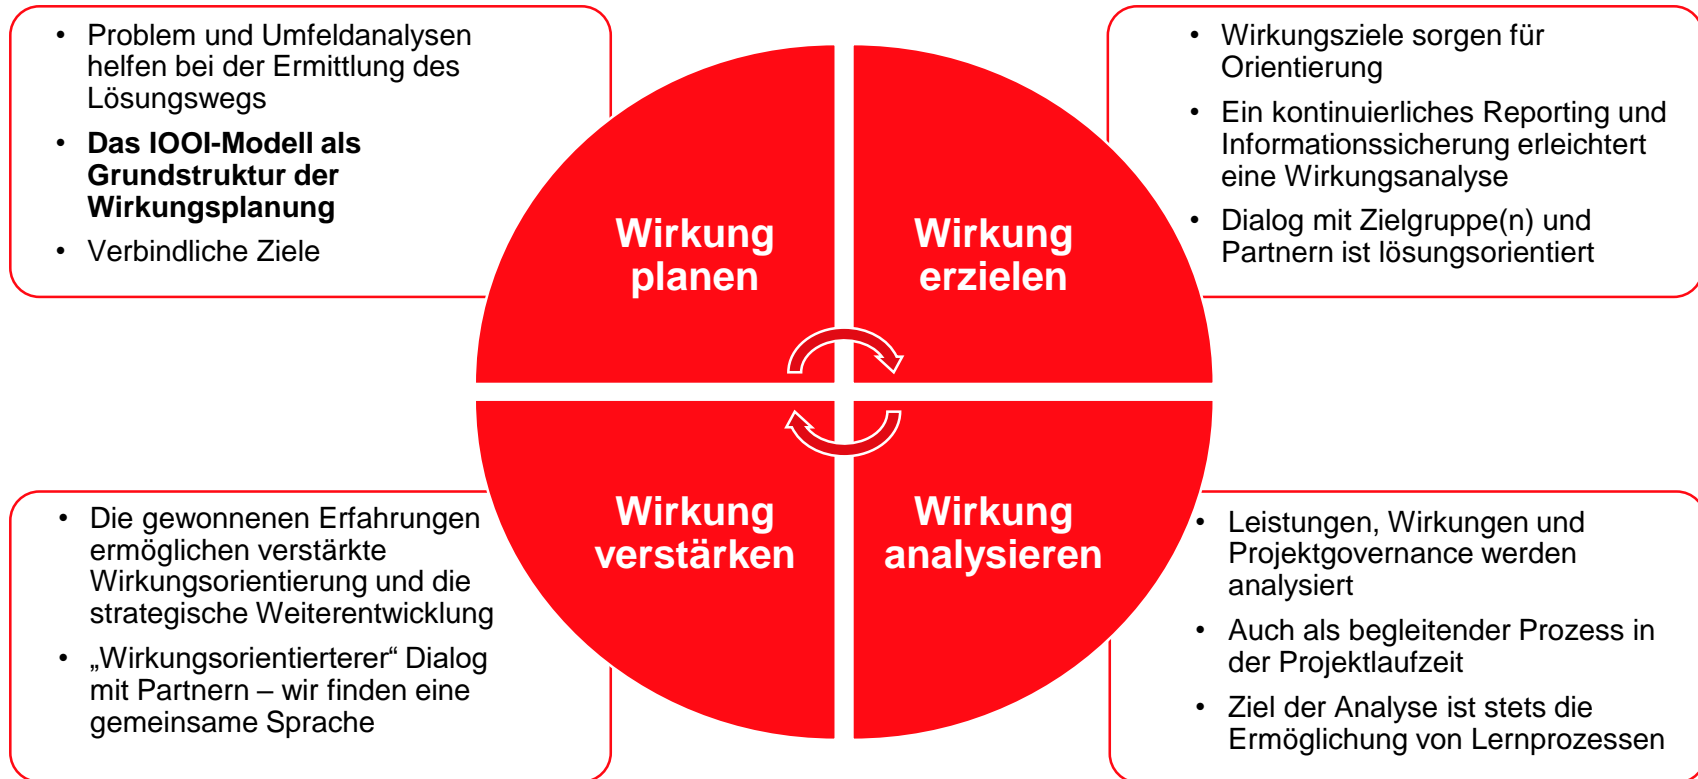 • Problem und Umfeldanalysen
helfen bei der Ermittlung des
Lösungswegs
• Das IOOI-Modell als
Grundstruktur der
Wirkungsplanung
• Verbindliche Ziele
Wirkung
planen
Wirkung
erzielen
• Wirkungsziele sorgen für
Orientierung
• Ein kontinuierliches Reporting und
Informationssicherung erleichtert
eine Wirkungsanalyse
• Dialog mit Zielgruppe(n) und
Partnern ist lösungsorientiert
• Die gewonnenen Erfahrungen
ermöglichen verstärkte
Wirkungsorientierung und die
strategische Weiterentwicklung
• „Wirkungsorientierterer“ Dialog
mit Partnern – wir finden eine
gemeinsame Sprache
Wirkung
verstärken
Wirkung
analysieren
• Leistungen, Wirkungen und
Projektgovernance werden
analysiert
• Auch als begleitender Prozess in
der Projektlaufzeit
• Ziel der Analyse ist stets die
Ermöglichung von Lernprozessen